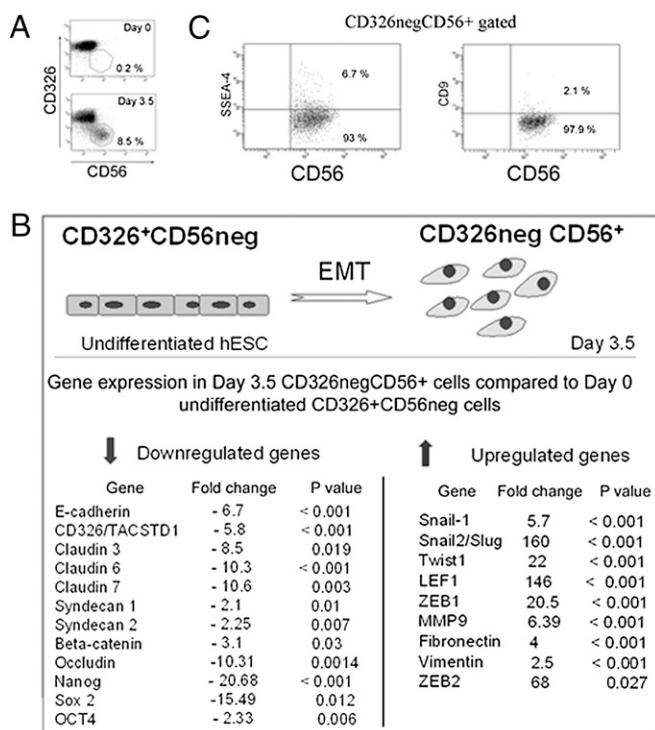 A
Day 0
0.2 %
CD326
Day 3.5
8.5 %
CD56
C
CD326negCD56+ gated
SSEA-4
6.7 %
93 %
CD56
CD9
2.1 %
97.9 %
CD56
B
CD326+CD56neg
CD326neg CD56+
EMT
Undifferentiated hESC
Day 3.5
Gene expression in Day 3.5 CD326negCD56+ cells compared to Day 0
undifferentiated CD326+CD56neg cells
Downregulated genes
Gene Fold change P value
E-cadherin - 6.7 < 0.001
CD326/TACSTD1 - 5.8 < 0.001
Claudin 3 - 8.5 0.019
Claudin 6 - 10.3 < 0.001
Claudin 7 - 10.6 0.003
Syndecan 1 - 2.1 0.01
Syndecan 2 - 2.25 0.007
Beta-catenin - 3.1 0.03
Occludin -10.31 0.0014
Nanog - 20.68 < 0.001
Sox 2 -15.49 0.012
OCT4 - 2.33 0.006
Upregulated genes
Gene Fold change P value
Snail-1 5.7 < 0.001
Snail2/Slug 160 < 0.001
Twist1 22 < 0.001
LEF1 146 < 0.001
ZEB1 20.5 < 0.001
MMP9 6.39 < 0.001
Fibronectin 4 < 0.001
Vimentin 2.5 < 0.001
ZEB2 68 0.027